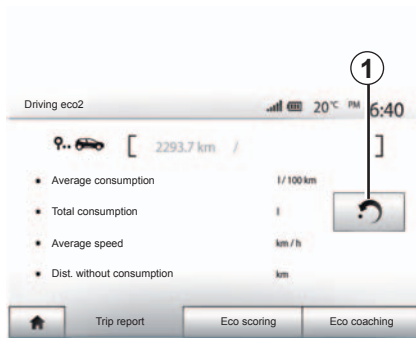 1
Driving eco2 20°C PM 6:40
[ 2293.7 km / ]
Average consumption l/100 km
Total consumption l
Average speed km/h
Dist. without consumption km
Trip report Eco scoring Eco coaching